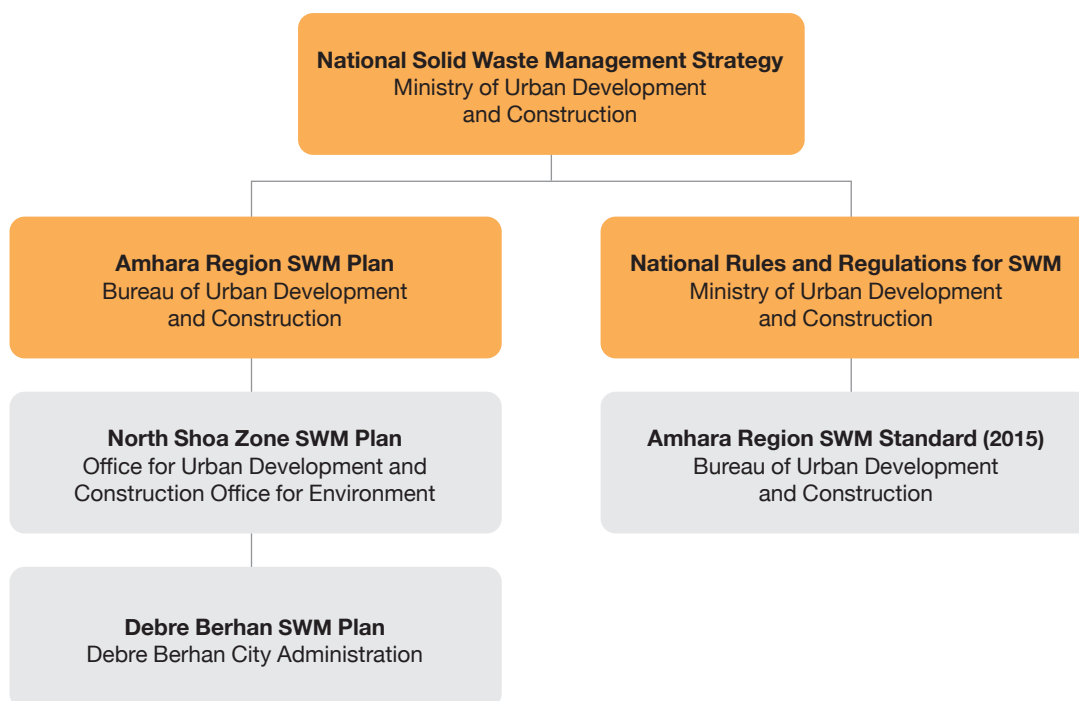 National Solid Waste Management Strategy
Ministry of Urban Development
and Construction
Amhara Region SWM Plan
Bureau of Urban Development
and Construction
National Rules and Regulations for SWM
Ministry of Urban Development
and Construction
North Shoa Zone SWM Plan
Office for Urban Development and
Construction Office for Environment
Amhara Region SWM Standard (2015)
Bureau of Urban Development
and Construction
Debre Berhan SWM Plan
Debre Berhan City Administration